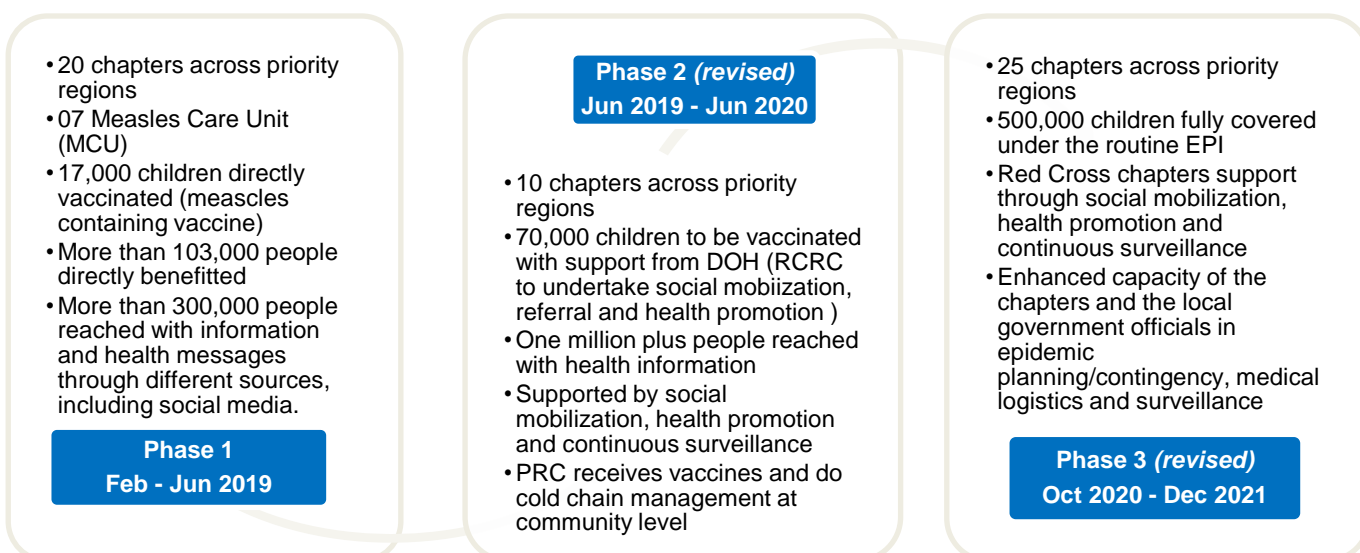 • 20 chapters across priority
regions
• 07 Measles Care Unit
(MCU)
• 17,000 children directly
vaccinated (meascles
containing vaccine)
• More than 103,000 people
directly benefitted
• More than 300,000 people
reached with information
and health messages
through different sources,
including social media.
Phase 1
Feb - Jun 2019
Phase 2 (revised)
Jun 2019 - Jun 2020
• 10 chapters across priority
regions
• 70,000 children to be vaccinated
with support from DOH (RCRC
to undertake social mobiization,
referral and health promotion )
• One million plus people reached
with health information
• Supported by social
mobilization, health promotion
and continuous surveillance
• PRC receives vaccines and do
cold chain management at
community level
• 25 chapters across priority
regions
• 500,000 children fully covered
under the routine EPI
• Red Cross chapters support
through social mobilization,
health promotion and
continuous surveillance
• Enhanced capacity of the
chapters and the local
government officials in
epidemic
planning/contingency, medical
logistics and surveillance
Phase 3 (revised)
Oct 2020 - Dec 2021